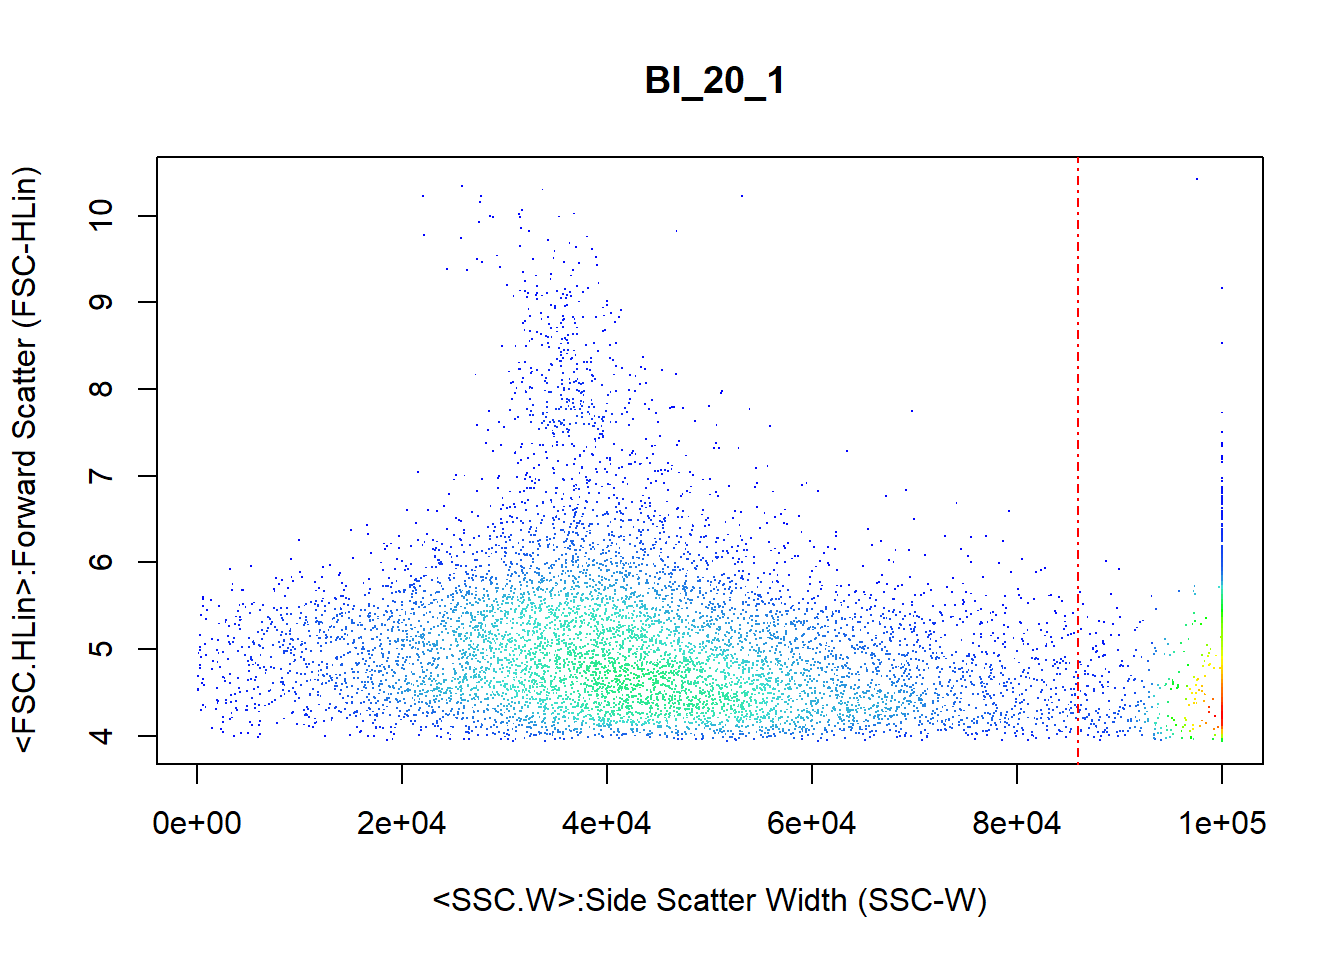 BI_20_1
<FSC.HLin>:Forward Scatter (FSC-HLin)
10
9
8
7
6
5
4
0e+00 2e+04 4e+04 6e+04 8e+04 1e+05
<SSC.W>:Side Scatter Width (SSC-W)